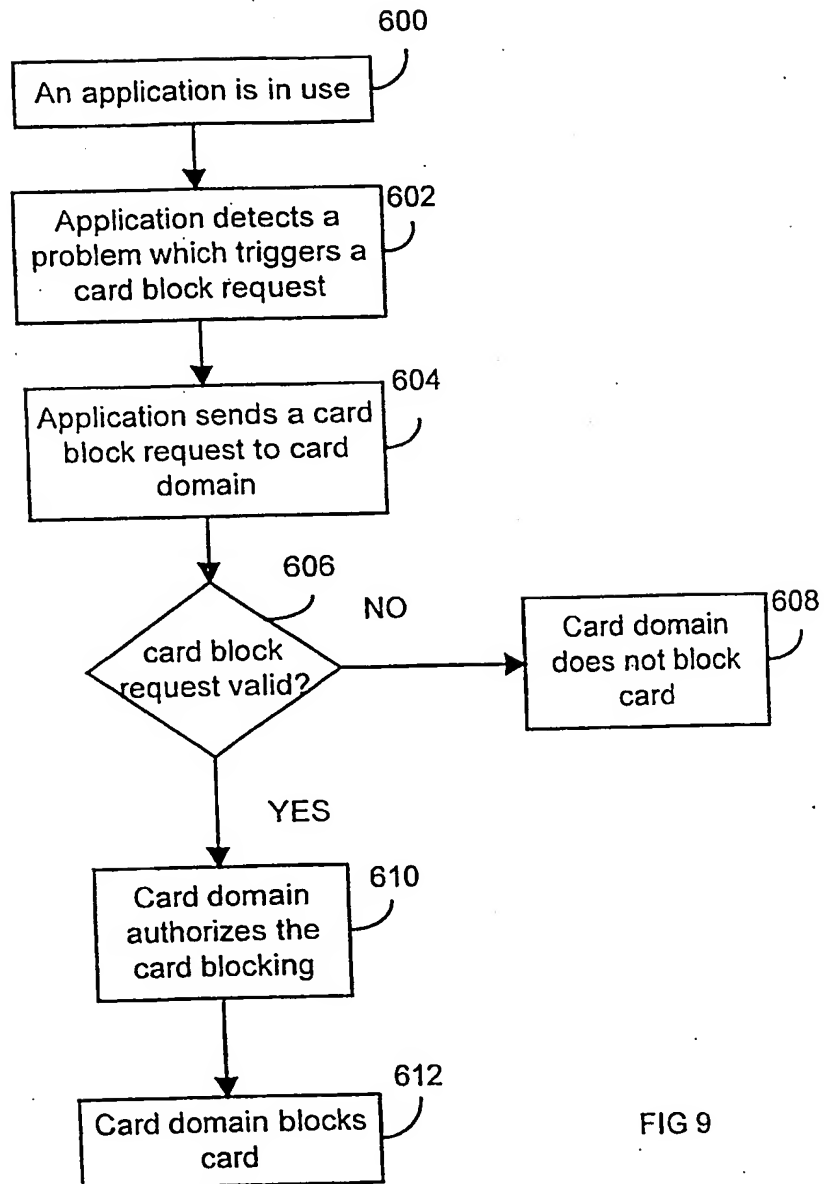 600
An application is in use
602
Application detects a
problem which triggers a
card block request
604
Application sends a card
block request to card
domain
606
card block
request valid?
NO
608
Card domain
does not block
card
YES
610
Card domain
authorizes the
card blocking
612
Card domain blocks
card
FIG 9